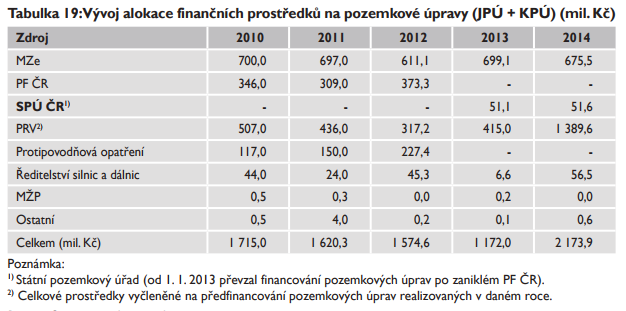 Tabulka 19:Vývoj alokace finančních prostředků na pozemkové úpravy (JPÚ + KPÚ) (mil. Kč)
Zdroj 2010 2011 2012 2013 2014
MZe 700,0 697,0 611,1 699,1 675,5
PF ČR 346,0 309,0 373,3 - -
SPÚ ČR1) - - - 51,1 51,6
PRV2) 507,0 436,0 317,2 415,0 1 389,6
Protipovodňová opatření 117,0 150,0 227,4 - -
Ředitelství silnic a dálnic 44,0 24,0 45,3 6,6 56,5
MŽP 0,5 0,3 0,0 0,2 0,0
Ostatní 0,5 4,0 0,2 0,1 0,6
Celkem (mil. Kč) 1 715,0 1 620,3 1 574,6 1 172,0 2 173,9
Poznámka:
1) Státní pozemkový úřad (od 1. 1. 2013 převzal financování pozemkových úprav po zaniklém PF ČR).
2) Celkové prostředky vyčleněné na předfinancování pozemkových úprav realizovaných v daném roce.